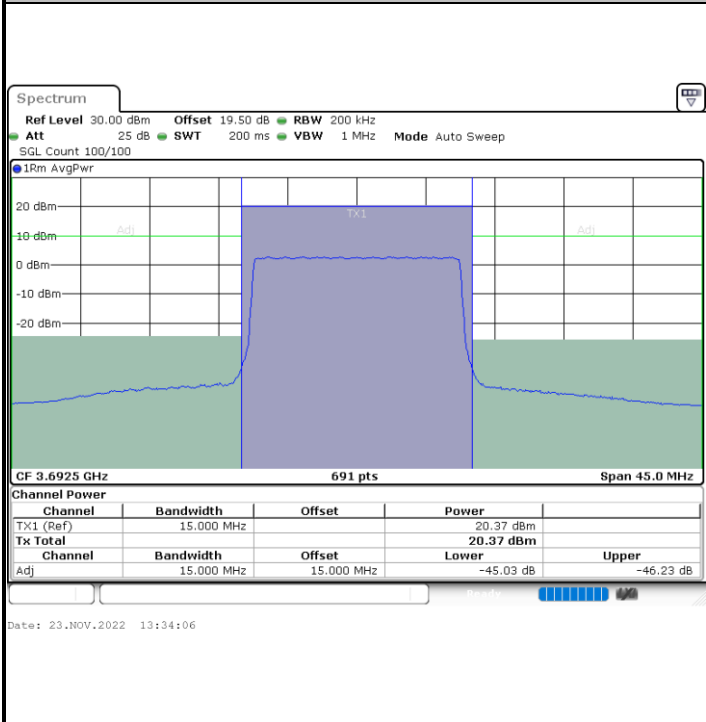 Spectrum
Ref Level 30.00 dBm Offset 19.50 dB RBW 200 kHz
Att 25 dB SWT 200 ms VBW 1 MHz Mode Auto Sweep
SGL Count 100/100
1Rm AvgPwr
20 dBm
TX1
10 dBm Adj Adj
0 dBm
-10 dBm
-20 dBm
CF 3.6925 GHz 691 pts Span 45.0 MHz
Channel Power
Channel Bandwidth Offset Power
TX1 (Ref) 15.000 MHz 20.37 dBm
Tx Total 20.37 dBm
Channel Bandwidth Offset Lower Upper
Adj 15.000 MHz 15.000 MHz -45.03 dB -46.23 dB
Ready
Date: 23.NOV.2022 13:34:06